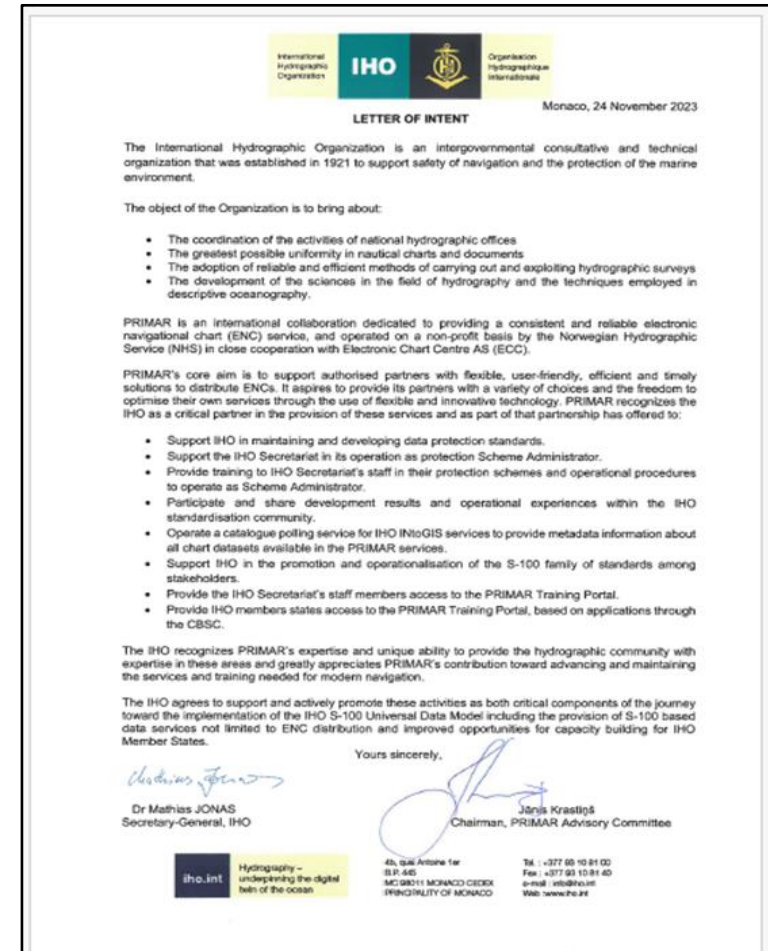 International
Hydrographic
Organization
IHO
Organisation
Hydrographique
Internationale
Monaco, 24 November 2023
LETTER OF INTENT
The International Hydrographic Organization is an intergovernmental consultative and technical
organization that was established in 1921 to support safety of navigation and the protection of the marine
environment.
The object of the Organization is to bring about:
• The coordination of the activities of national hydrographic offices
• The greatest possible uniformity in nautical charts and documents
• The adoption of reliable and efficient methods of carrying out and exploiting hydrographic surveys
• The development of the sciences in the field of hydrography and the techniques employed in
descriptive oceanography.
PRIMAR is an international collaboration dedicated to providing a consistent and reliable electronic
navigational chart (ENC) service, and operated on a non-profit basis by the Norwegian Hydrographic
Service (NHS) in close cooperation with Electronic Chart Centre AS (ECC).
PRIMAR's core aim is to support authorised partners with flexible, user-friendly, efficient and timely
solutions to distribute ENCs. It aspires to provide its partners with a variety of choices and the freedom to
optimise their own services through the use of flexible and innovative technology. PRIMAR recognizes the
IHO as a critical partner in the provision of these services and as part of that partnership has offered to:
• Support IHO in maintaining and developing data protection standards.
• Support the IHO Secretariat in its operation as protection Scheme Administrator.
• Provide training to IHO Secretariat's staff in their protection schemes and operational procedures
to operate as Scheme Administrator.
• Participate and share development results and operational experiences within the IHO
standardisation community.
• Operate a catalogue polling service for IHO INtoGIS services to provide metadata information about
all chart datasets available in the PRIMAR services.
• Support IHO in the promotion and operationalisation of the S-100 family of standards among
stakeholders.
• Provide the IHO Secretariat's staff members access to the PRIMAR Training Portal.
• Provide IHO members states access to the PRIMAR Training Portal, based on applications through
the CBSC.
The IHO recognizes PRIMAR's expertise and unique ability to provide the hydrographic community with
expertise in these areas and greatly appreciates PRIMAR's contribution toward advancing and maintaining
the services and training needed for modern navigation.
The IHO agrees to support and actively promote these activities as both critical components of the journey
toward the implementation of the IHO S-100 Universal Data Model including the provision of S-100 based
data services not limited to ENC distribution and improved opportunities for capacity building for IHO
Member States.
Yours sincerely,
Dr Mathias JONAS
Secretary-General, IHO
Jānis Krastiņš
Chairman, PRIMAR Advisory Committee
iho.int
Hydrography –
underpinning the digital
twin of the ocean
4b, quai Antoine 1er
B.P. 445
MC 98011 MONACO CEDEX
PRINCIPALITY OF MONACO
Tel. : +377 93 10 81 00
Fax : +377 93 10 81 40
e-mail : info@iho.int
Web : www.iho.int